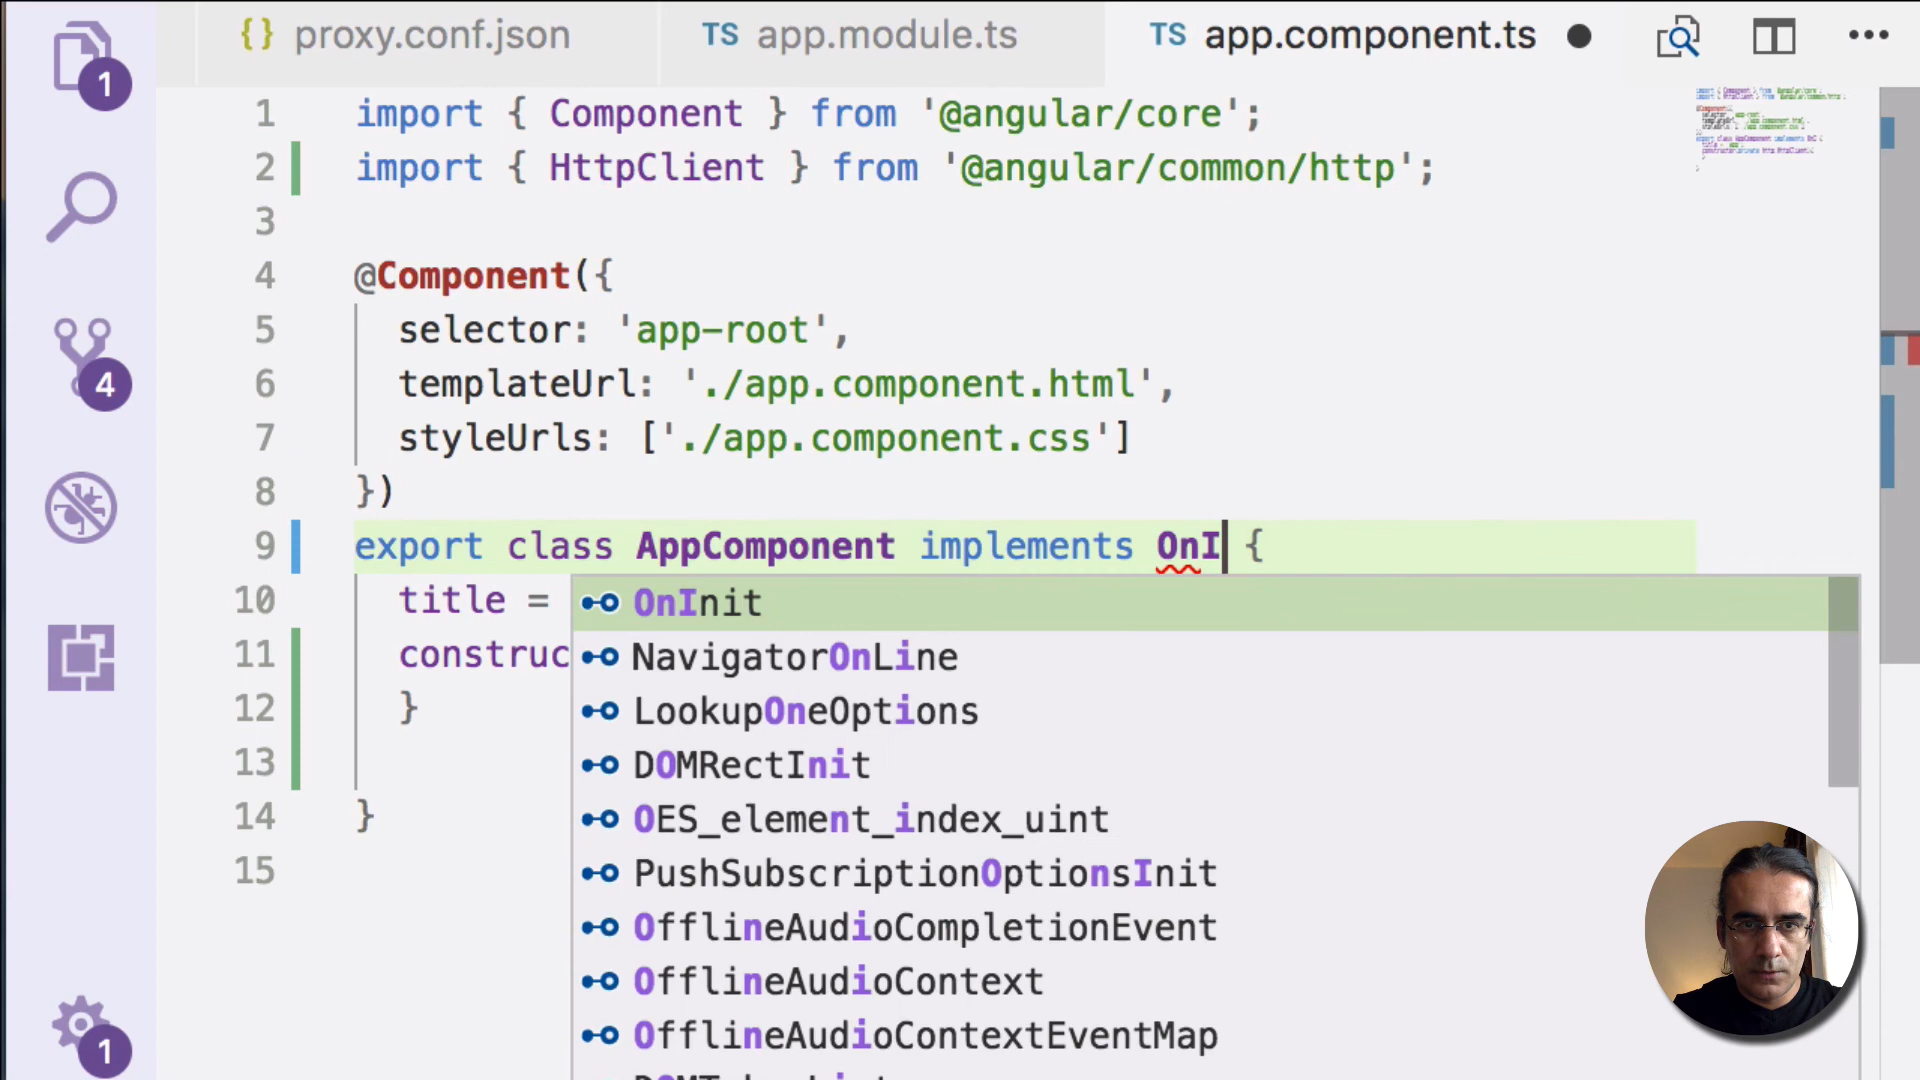 {} proxy.conf.json
TS app.module.ts
TS app.component.ts
1
4
1
1 import { Component } from '@angular/core';
2 import { HttpClient } from '@angular/common/http';
3
4 @Component({
5 selector: 'app-root',
6 templateUrl: './app.component.html',
7 styleUrls: ['./app.component.css']
8 })
9 export class AppComponent implements OnI {
10 title =
11 construc
12 }
13
14 }
15
OnInit
NavigatorOnLine
LookupOneOptions
DOMRectInit
OES_element_index_uint
PushSubscriptionOptionsInit
OfflineAudioCompletionEvent
OfflineAudioContext
OfflineAudioContextEventMap